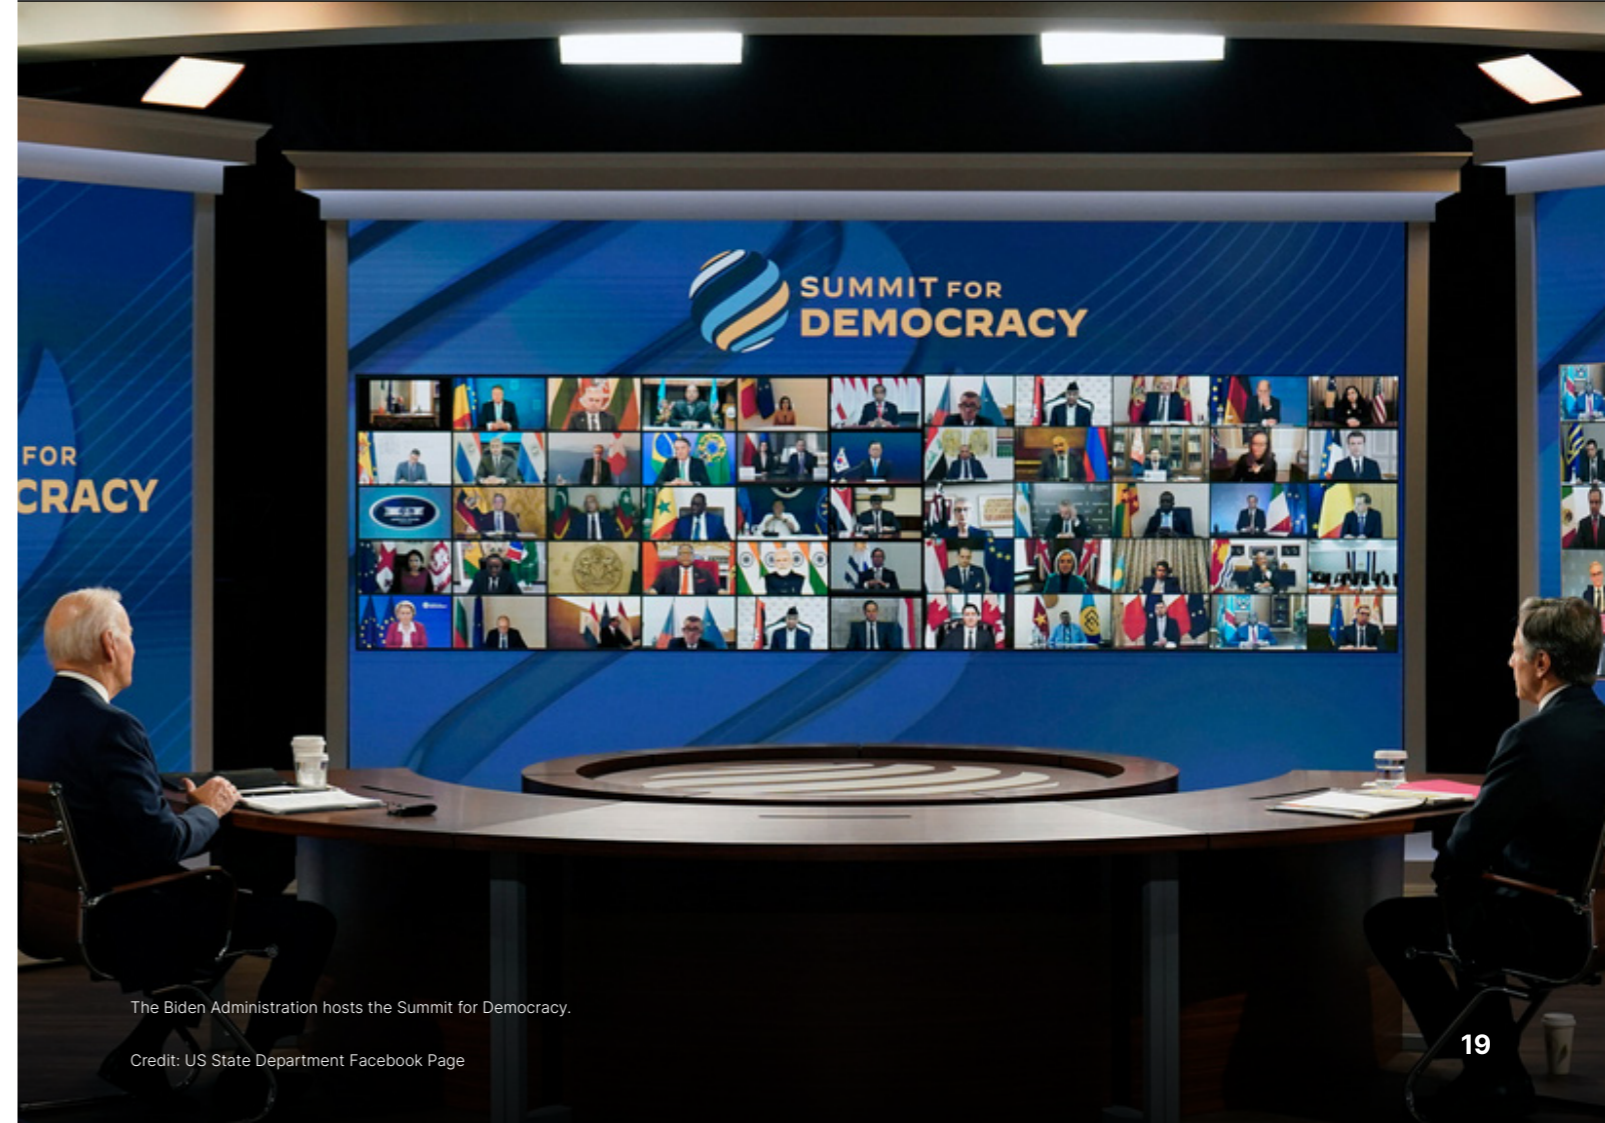 SUMMIT FOR
DEMOCRACY
FOR
CRACY
The Biden Administration hosts the Summit for Democracy.
Credit: US State Department Facebook Page
19